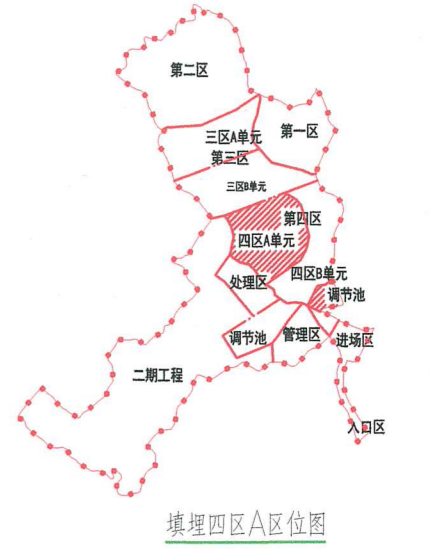 第二区
三区A单元
第一区
第三区
三区B单元
第四区
四区A单元
四区B单元
处理区
调节池
调节池
管理区
进场区
二期工程
入口区
填埋四区A区位图